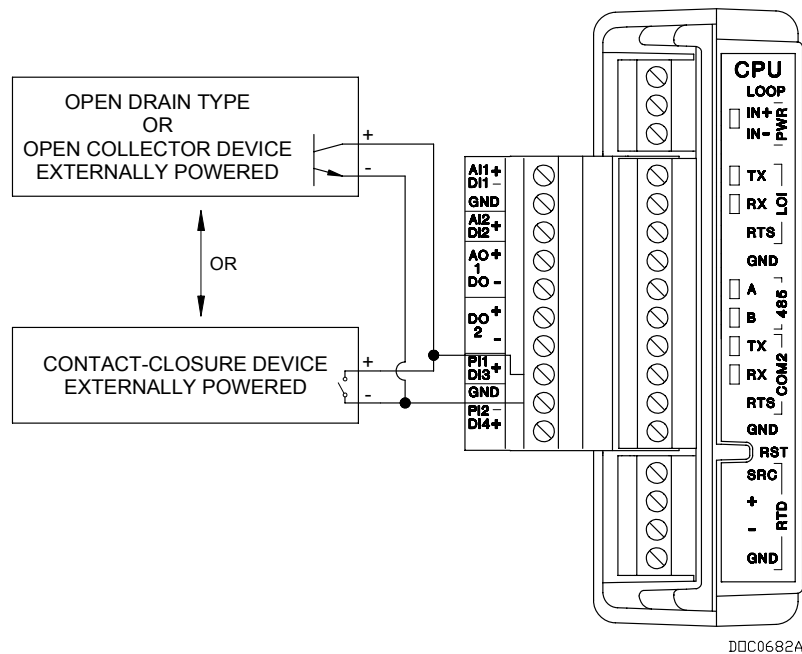 OPEN DRAIN TYPE
OR
OPEN COLLECTOR DEVICE
EXTERNALLY POWERED
+
-
OR
CONTACT-CLOSURE DEVICE
EXTERNALLY POWERED
+
-
AI1+
DI1-
GND
AI2+
DI2
AO+
1
DO-
DO+
2
-
PI1+
DI3
GND
PI2-
DI4+
CPU
LOOP
IN+
IN-
PWR
TX
RX
RTS
LOI
GND
A
B
485
TX
RX
RTS
COM2
GND
RST
SRC
+
-
RTD
GND
DOC0682A